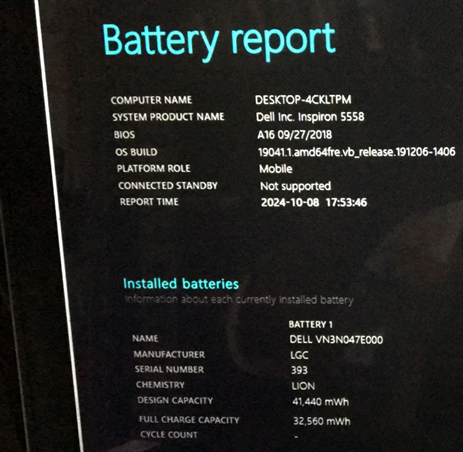 Battery report
COMPUTER NAME DESKTOP-4CKLTPM
SYSTEM PRODUCT NAME Dell Inc. Inspiron 5558
BIOS A16 09/27/2018
OS BUILD 19041.1.amd64fre.vb_release.191206-1406
PLATFORM ROLE Mobile
CONNECTED STANDBY Not supported
REPORT TIME 2024-10-08 17:53:46
Installed batteries
Information about each currently installed battery
BATTERY 1
NAME DELL VN3N047E000
MANUFACTURER LGC
SERIAL NUMBER 393
CHEMISTRY LION
DESIGN CAPACITY 41,440 mWh
FULL CHARGE CAPACITY 32,560 mWh
CYCLE COUNT -